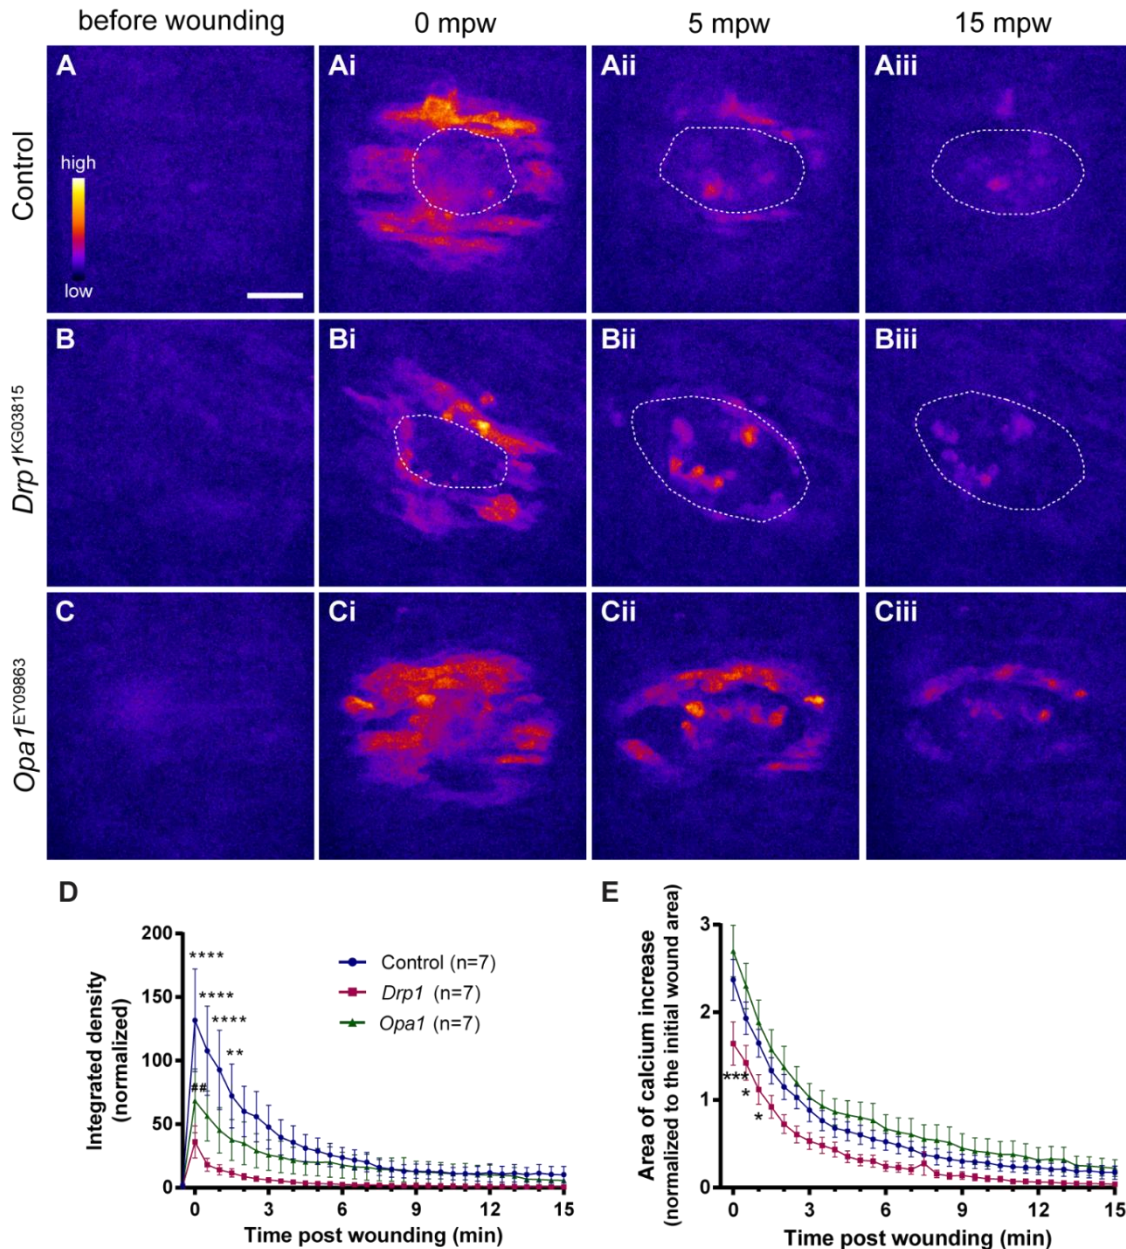 before wounding 0 mpw 5 mpw 15 mpw
Control
A Ai Aii Aiii
high
low
Drp1KG03815
B Bi Bii Biii
Opa1EY09863
C Ci Cii Ciii
D
Integrated density
(normalized)
200
150
100
50
0
****
****
****
**
##
Control (n=7)
Drp1 (n=7)
Opa1 (n=7)
0 3 6 9 12 15
Time post wounding (min)
E
Area of calcium increase
(normalized to the initial wound area)
3
2
1
0
***
*
*
0 3 6 9 12 15
Time post wounding (min)